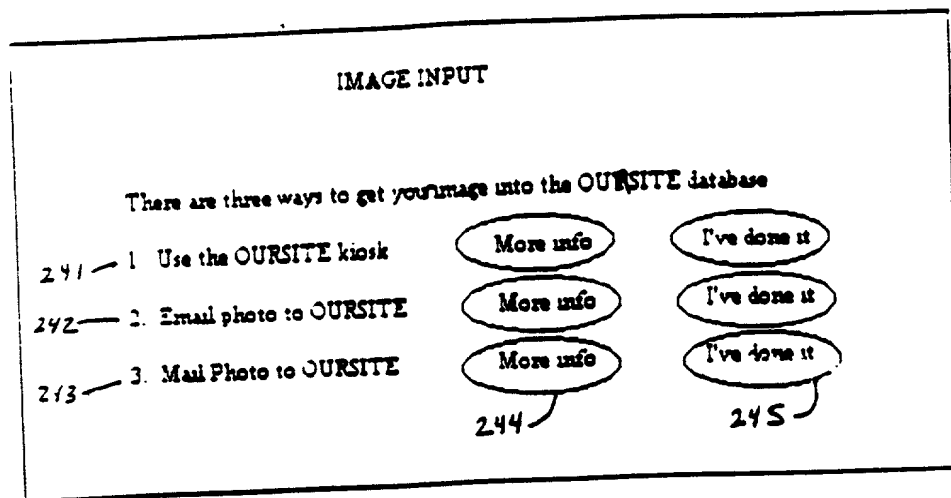 IMAGE INPUT
There are three ways to get your image into the OURSITE database
241 1 Use the OURSITE kiosk More info I've done it
242 2. Email photo to OURSITE More info I've done it
243 3. Mail Photo to OURSITE More info I've done it
244 245